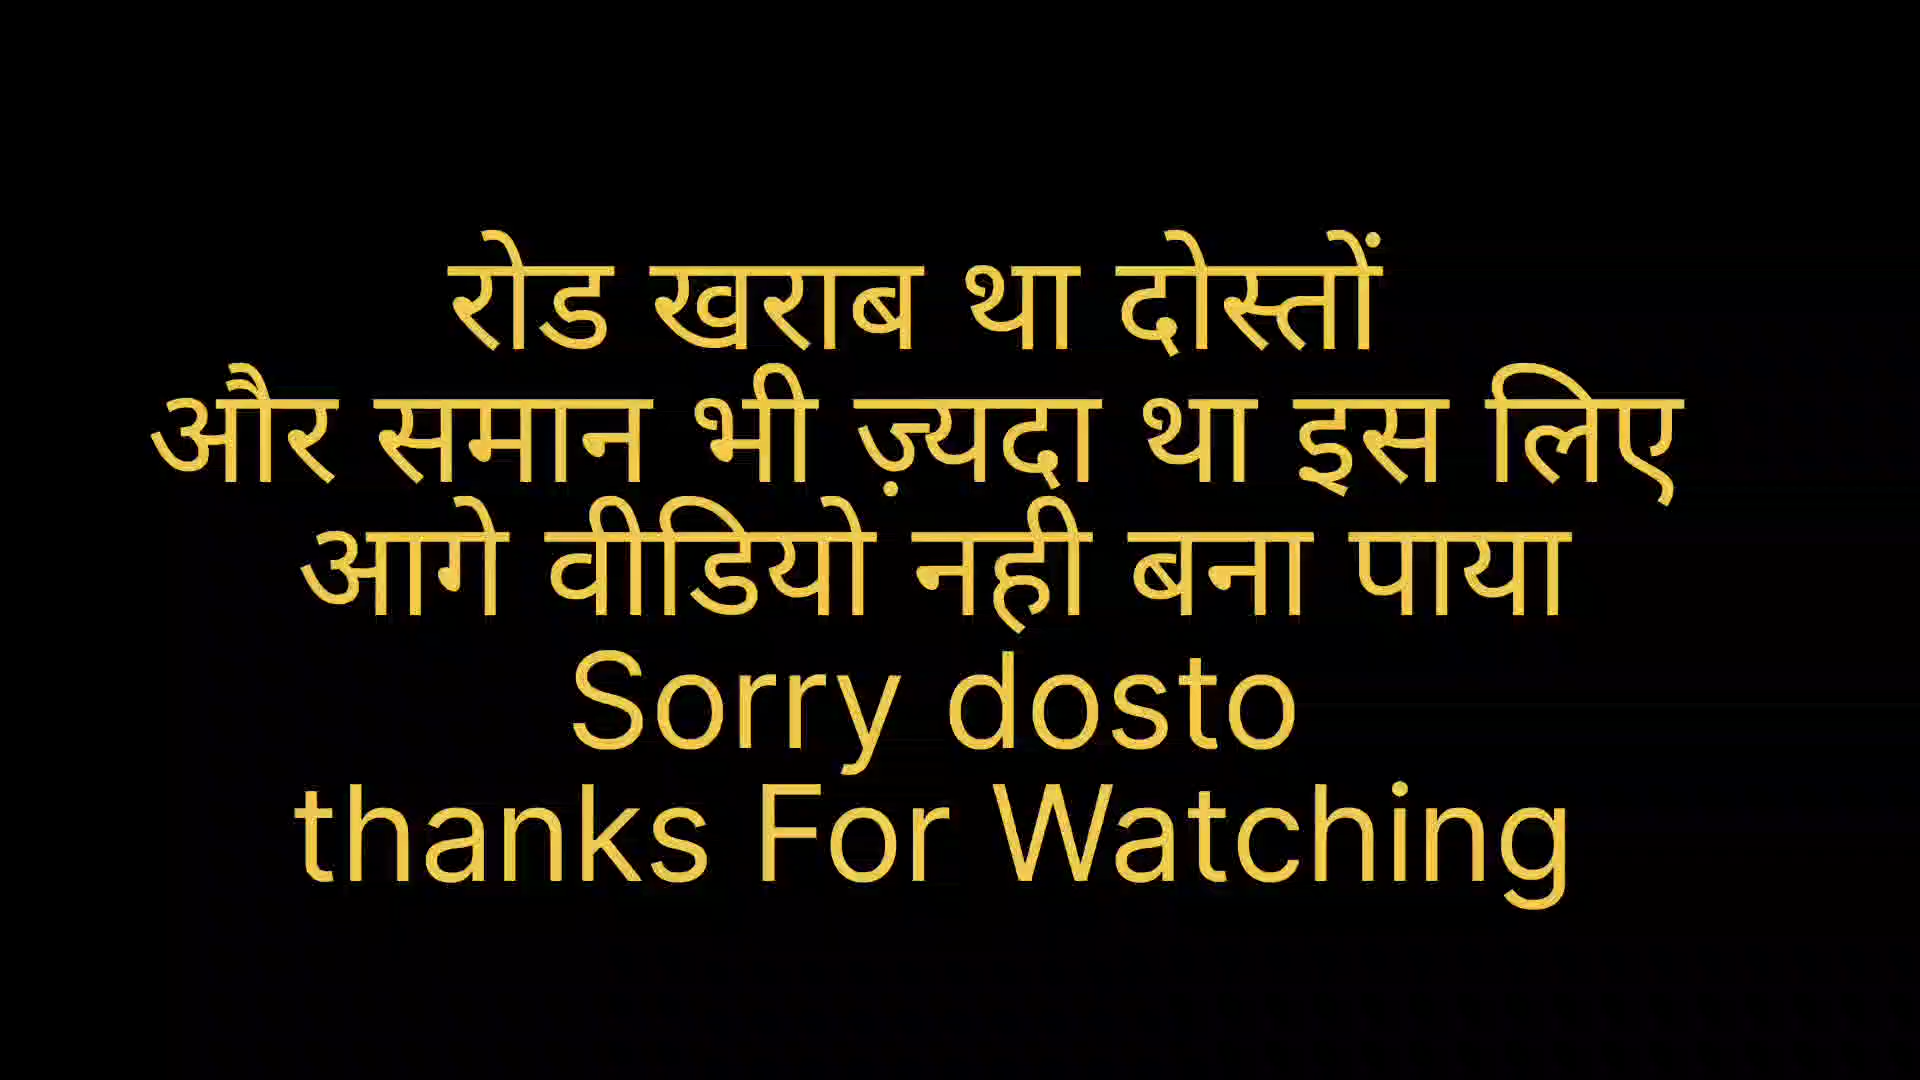 रोड खराब था दोस्तों
और समान भी ज़्यदा था इस लिए
आगे वीडियो नही बना पाया
Sorry dosto
thanks For Watching